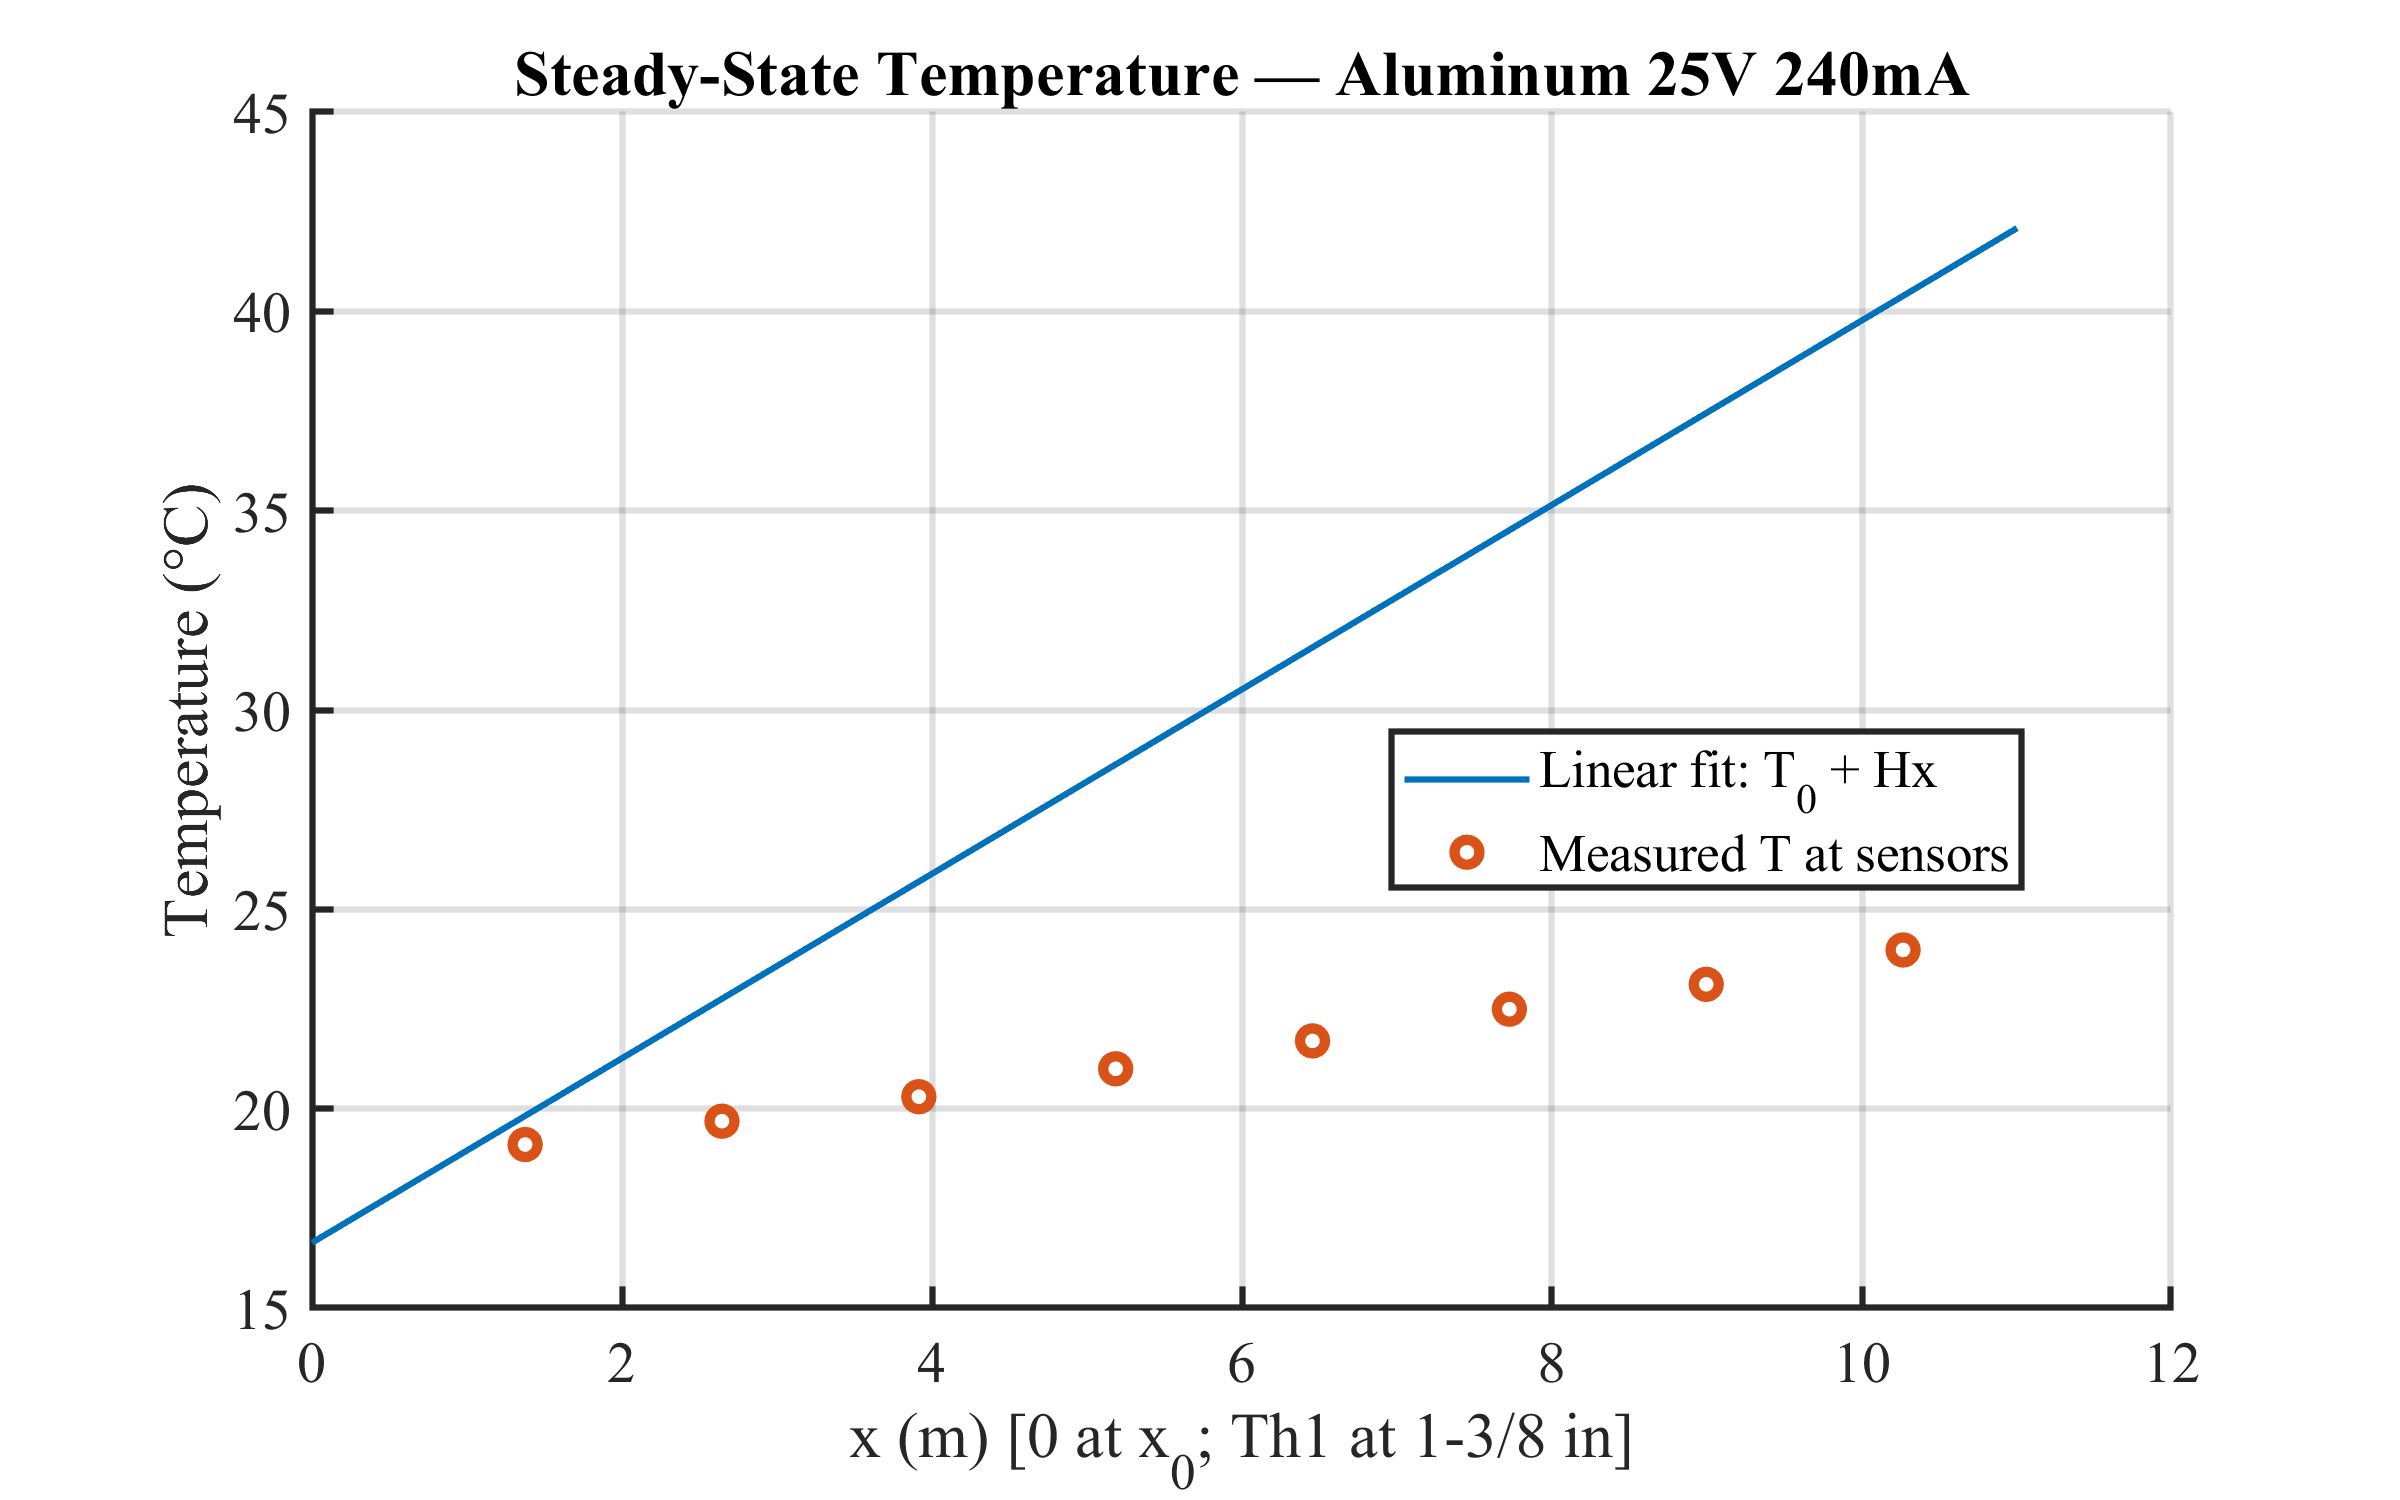 Steady-State Temperature — Aluminum 25V 240mA
45
40
35
30
25
20
15
Temperature (°C)
Linear fit: T0 + Hx
Measured T at sensors
0 2 4 6 8 10 12
x (m) [0 at x0; Th1 at 1-3/8 in]